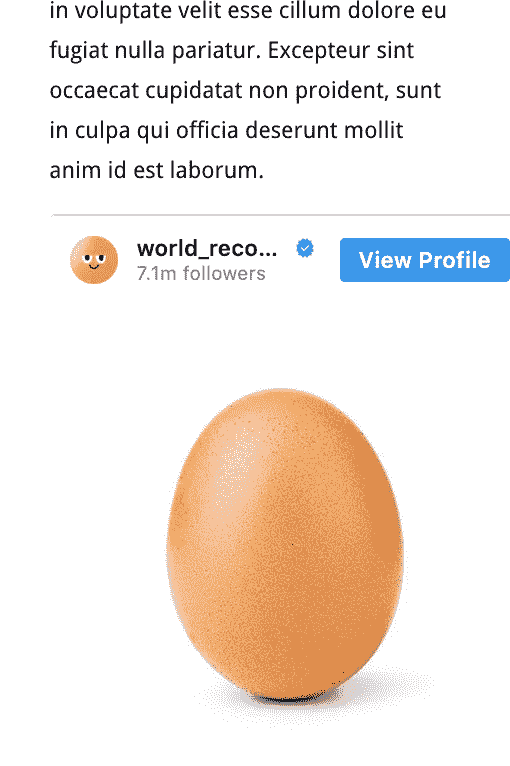 in voluptate velit esse cillum dolore eu
fugiat nulla pariatur. Excepteur sint
occaecat cupidatat non proident, sunt
in culpa qui officia deserunt mollit
anim id est laborum.
world_reco...
7.1m followers
View Profile